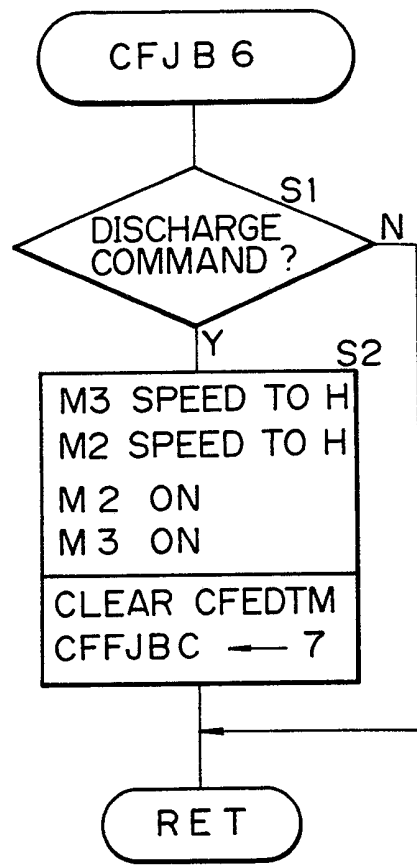 CFJB6
S1
DISCHARGE
COMMAND ?
N
Y
S2
M3 SPEED TO H
M2 SPEED TO H
M2 ON
M3 ON
CLEAR CFEDTM
CFFJBC ← 7
RET